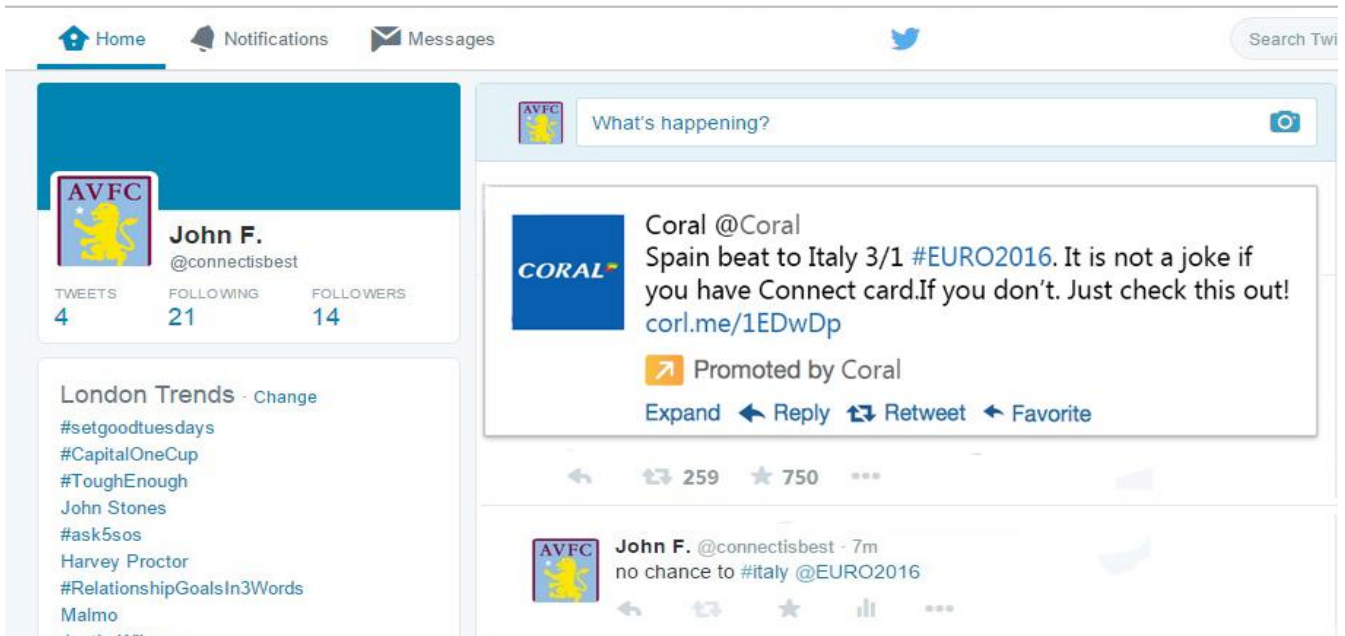 Home Notifications Messages Search Twi
AVFC What's happening?
AVFC
John F.
@connectisbest
TWEETS FOLLOWING FOLLOWERS
4 21 14
London Trends · Change
#setgoodtuesdays
#CapitalOneCup
#ToughEnough
John Stones
#ask5sos
Harvey Proctor
#RelationshipGoalsIn3Words
Malmo
CORAL
Coral @Coral
Spain beat to Italy 3/1 #EURO2016. It is not a joke if
you have Connect card.If you don't. Just check this out!
corl.me/1EDwDp
Promoted by Coral
Expand Reply Retweet Favorite
259 750
AVFC
John F. @connectisbest · 7m
no chance to #italy @EURO2016